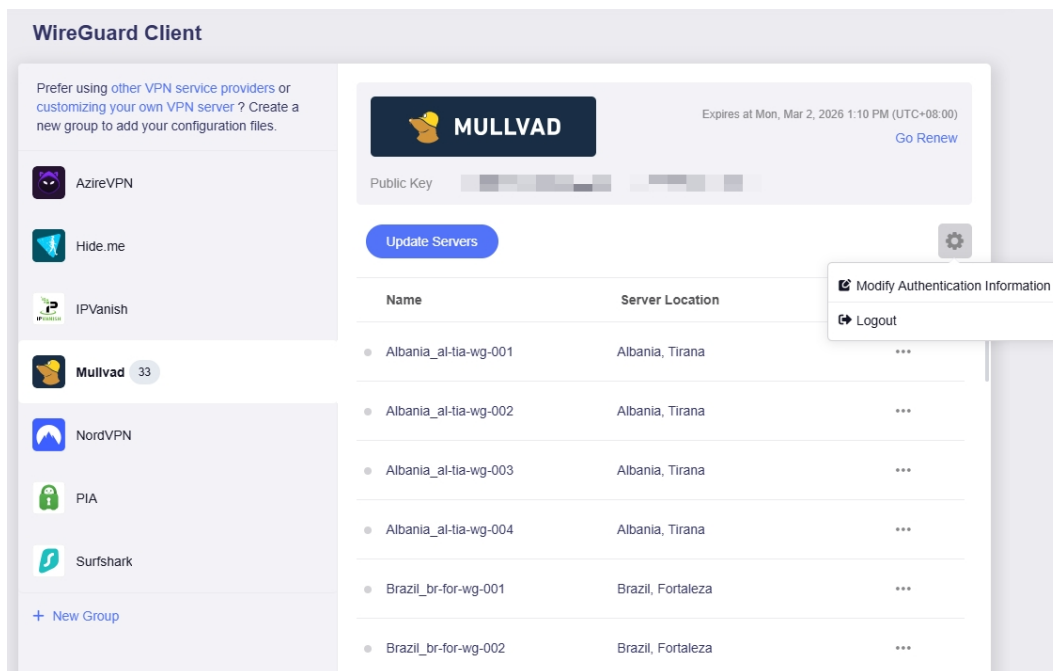 WireGuard Client
Prefer using other VPN service providers or
customizing your own VPN server ? Create a
new group to add your configuration files.
AzireVPN
Hide.me
IPVanish
Mullvad 33
NordVPN
PIA
Surfshark
+ New Group
MULLVAD
Expires at Mon, Mar 2, 2026 1:10 PM (UTC+08:00)
Go Renew
Public Key
Update Servers
Modify Authentication Information
Logout
Name Server Location
Albania_al-tia-wg-001 Albania, Tirana
Albania_al-tia-wg-002 Albania, Tirana
Albania_al-tia-wg-003 Albania, Tirana
Albania_al-tia-wg-004 Albania, Tirana
Brazil_br-for-wg-001 Brazil, Fortaleza
Brazil_br-for-wg-002 Brazil, Fortaleza